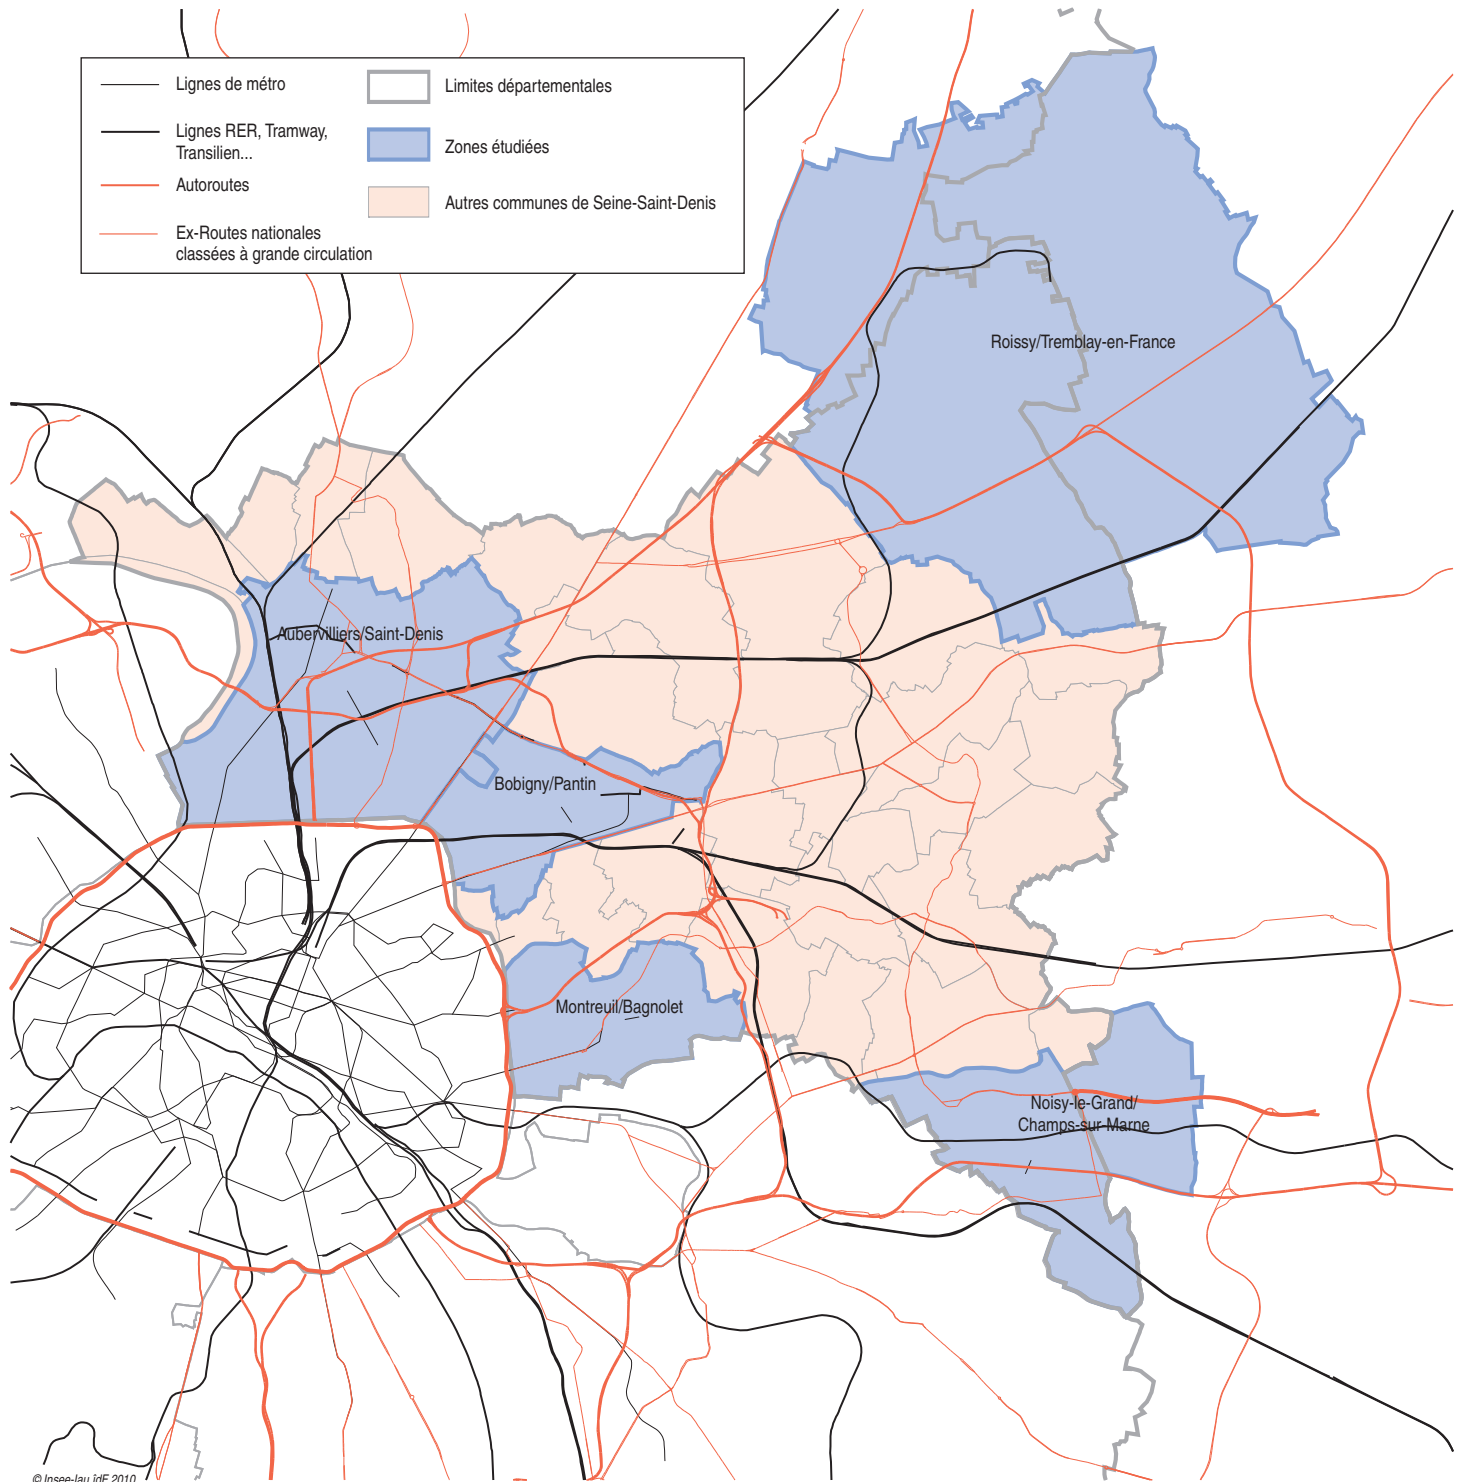 Lignes de métro
Lignes RER, Tramway,
Transilien...
Autoroutes
Ex-Routes nationales
classées à grande circulation
Limites départementales
Zones étudiées
Autres communes de Seine-Saint-Denis
Roissy/Tremblay-en-France
Aubervilliers/Saint-Denis
Bobigny/Pantin
Montreuil/Bagnolet
Noisy-le-Grand/
Champs-sur-Marne
© Insee-Iau îdF 2010